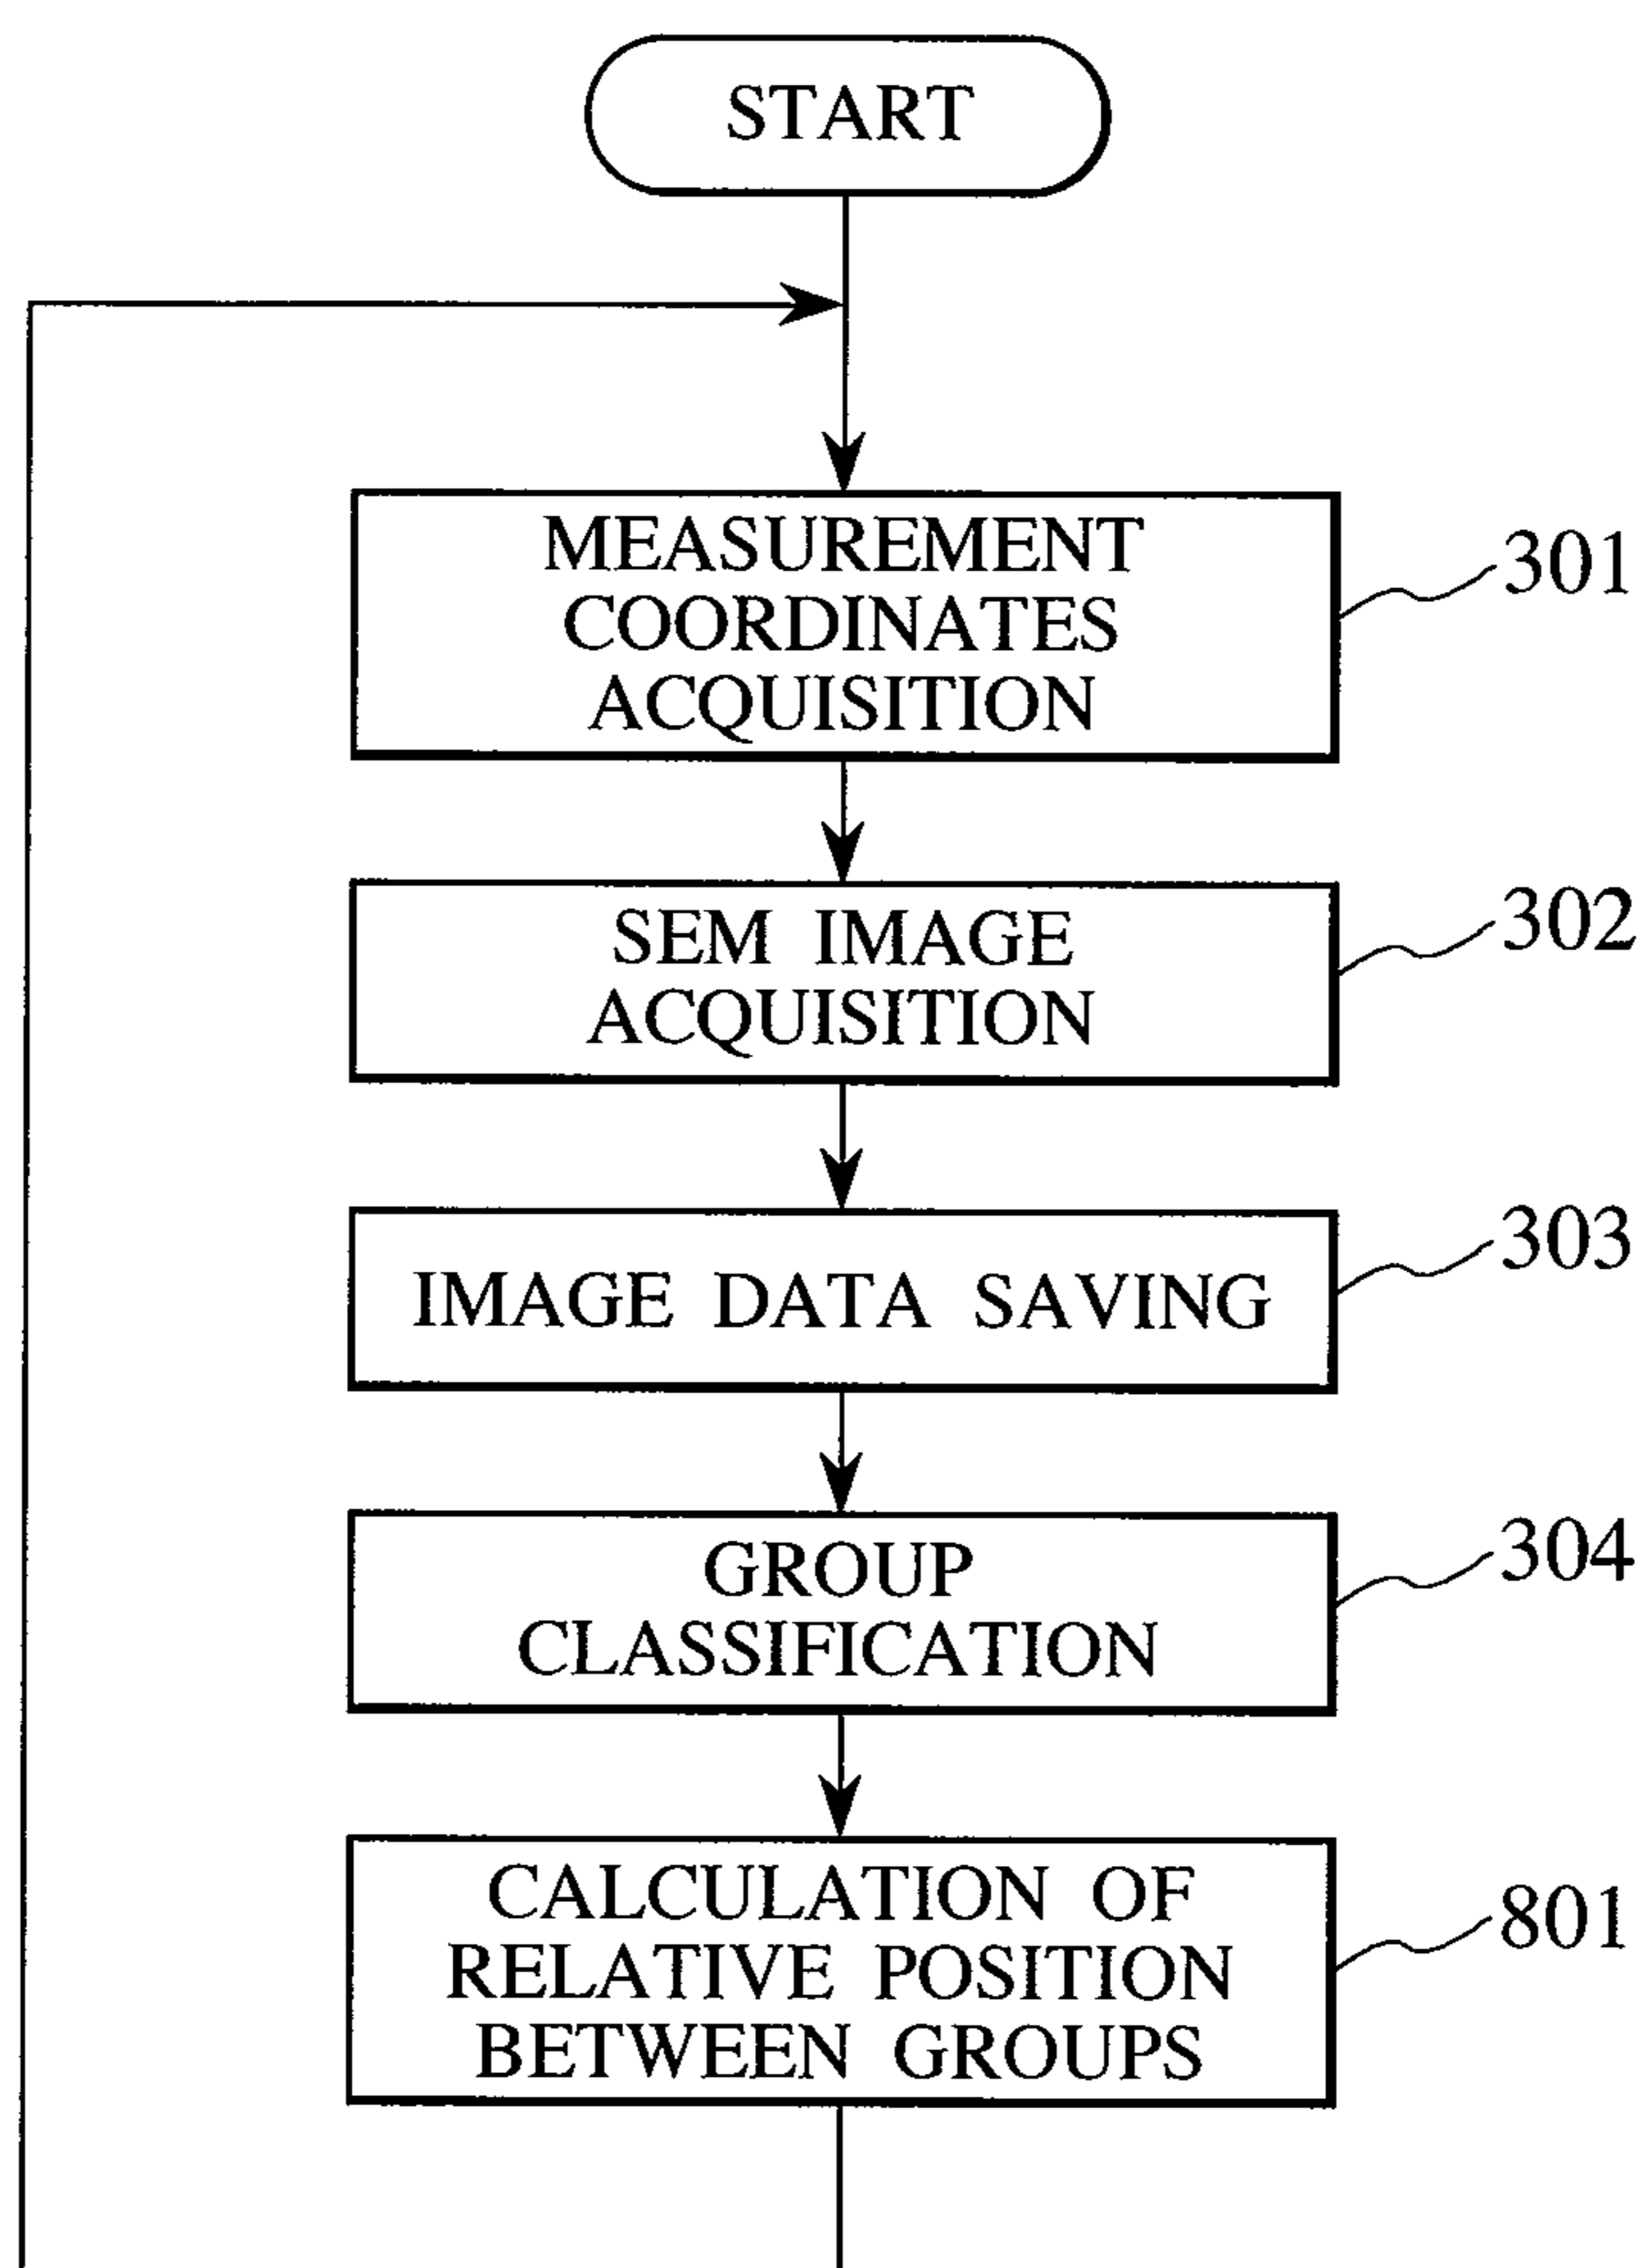 START
MEASUREMENT
COORDINATES
ACQUISITION
301
SEM IMAGE
ACQUISITION
302
IMAGE DATA SAVING
303
GROUP
CLASSIFICATION
304
CALCULATION OF
RELATIVE POSITION
BETWEEN GROUPS
801